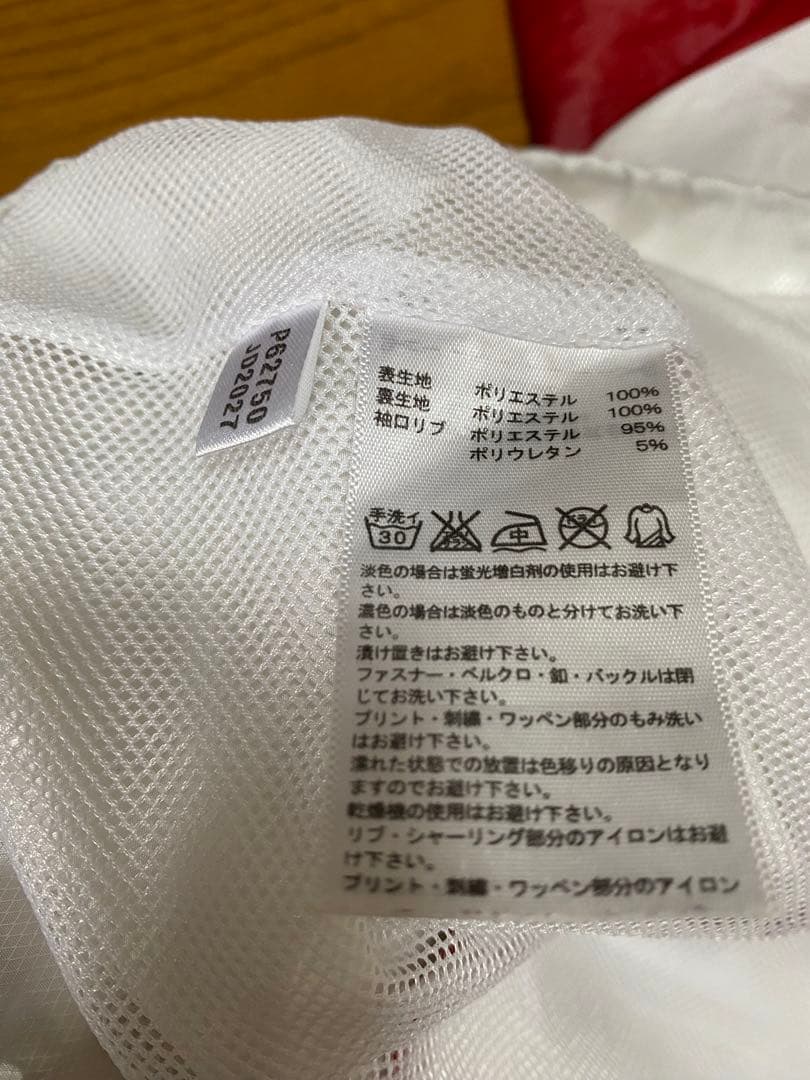 P62750
JD2027
表生地 ポリエステル 100%
裏生地 ポリエステル 100%
袖口リブ ポリエステル 95%
ポリウレタン 5%
手洗イ
30
中
淡色の場合は蛍光増白剤の使用はお避け下
さい。
濃色の場合は淡色のものと分けてお洗い下
さい。
漬け置きはお避け下さい。
ファスナー・ベルクロ・釦・バックルは閉
じてお洗い下さい。
プリント・刺繍・ワッペン部分のもみ洗い
はお避け下さい。
濡れた状態での放置は色移りの原因となり
ますのでお避け下さい。
乾燥機の使用はお避け下さい。
リブ・シャーリング部分のアイロンはお避
け下さい。
プリント・刺繍・ワッペン部分のアイロン